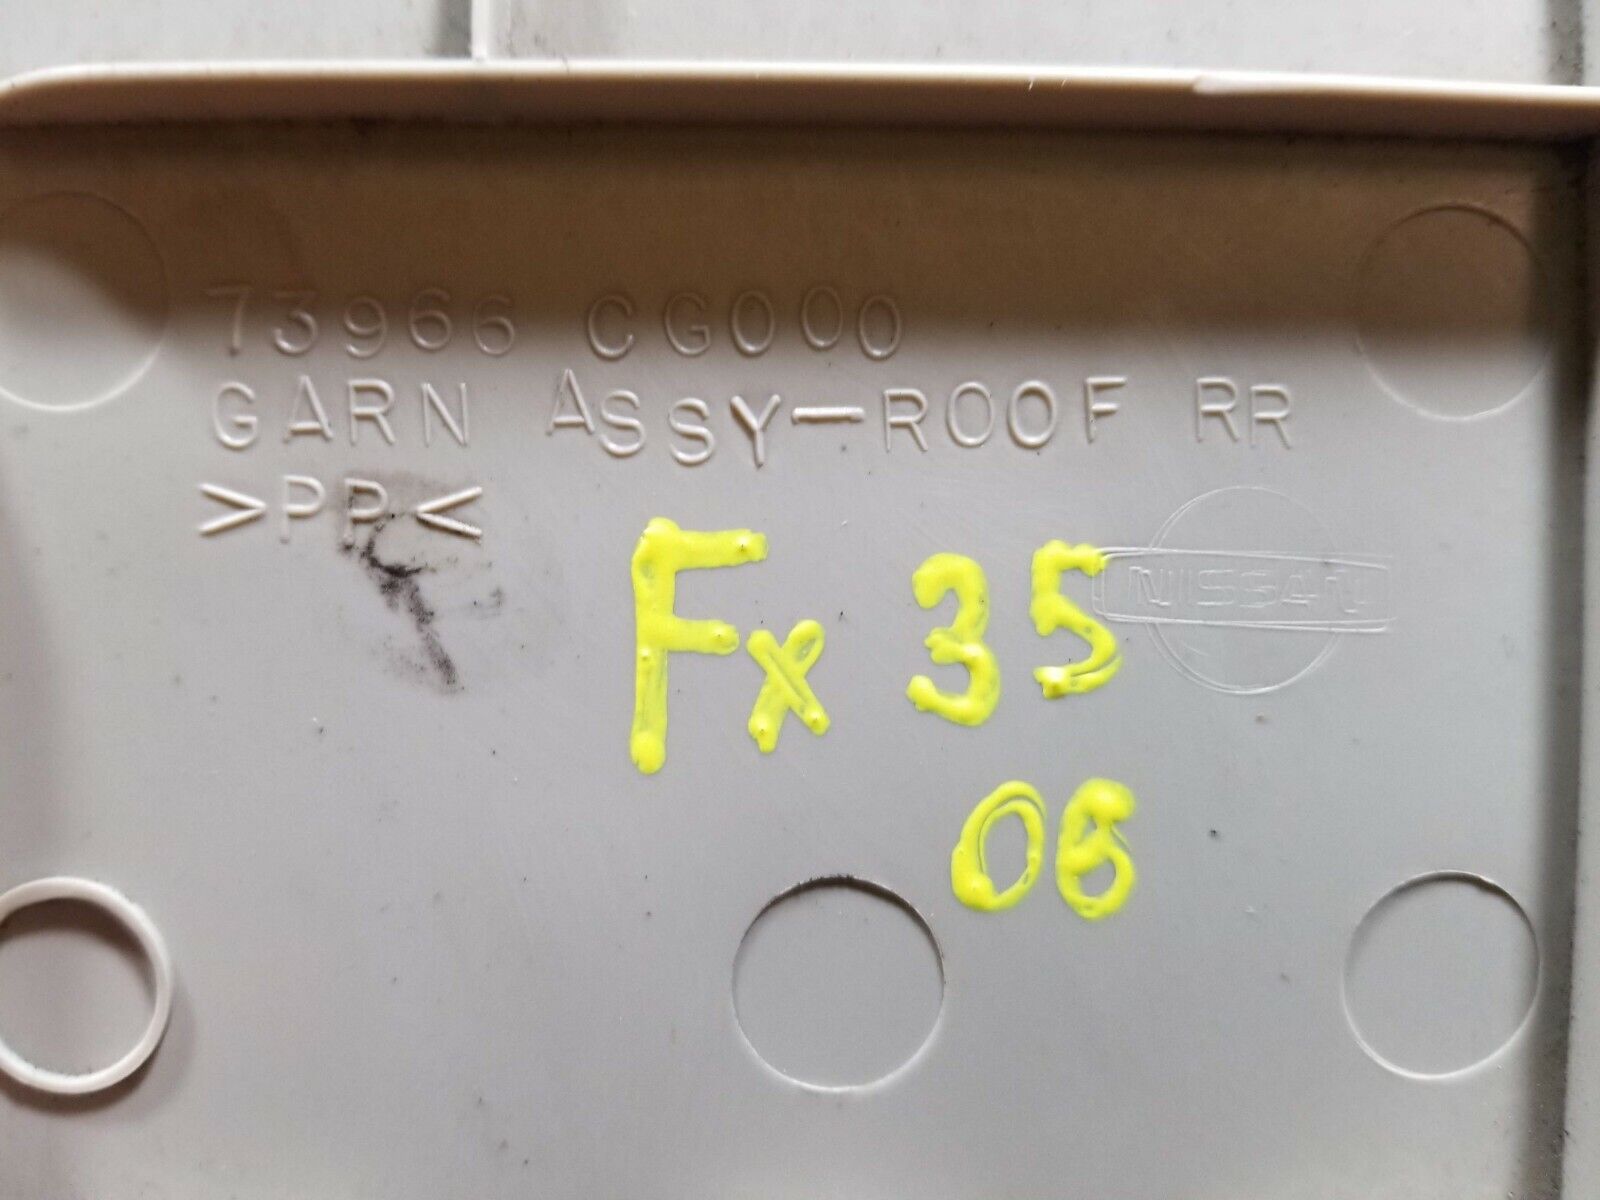 73966 CG000
GARN ASSY-ROOF RR
>PP<
Fx 35
NISSAN
06